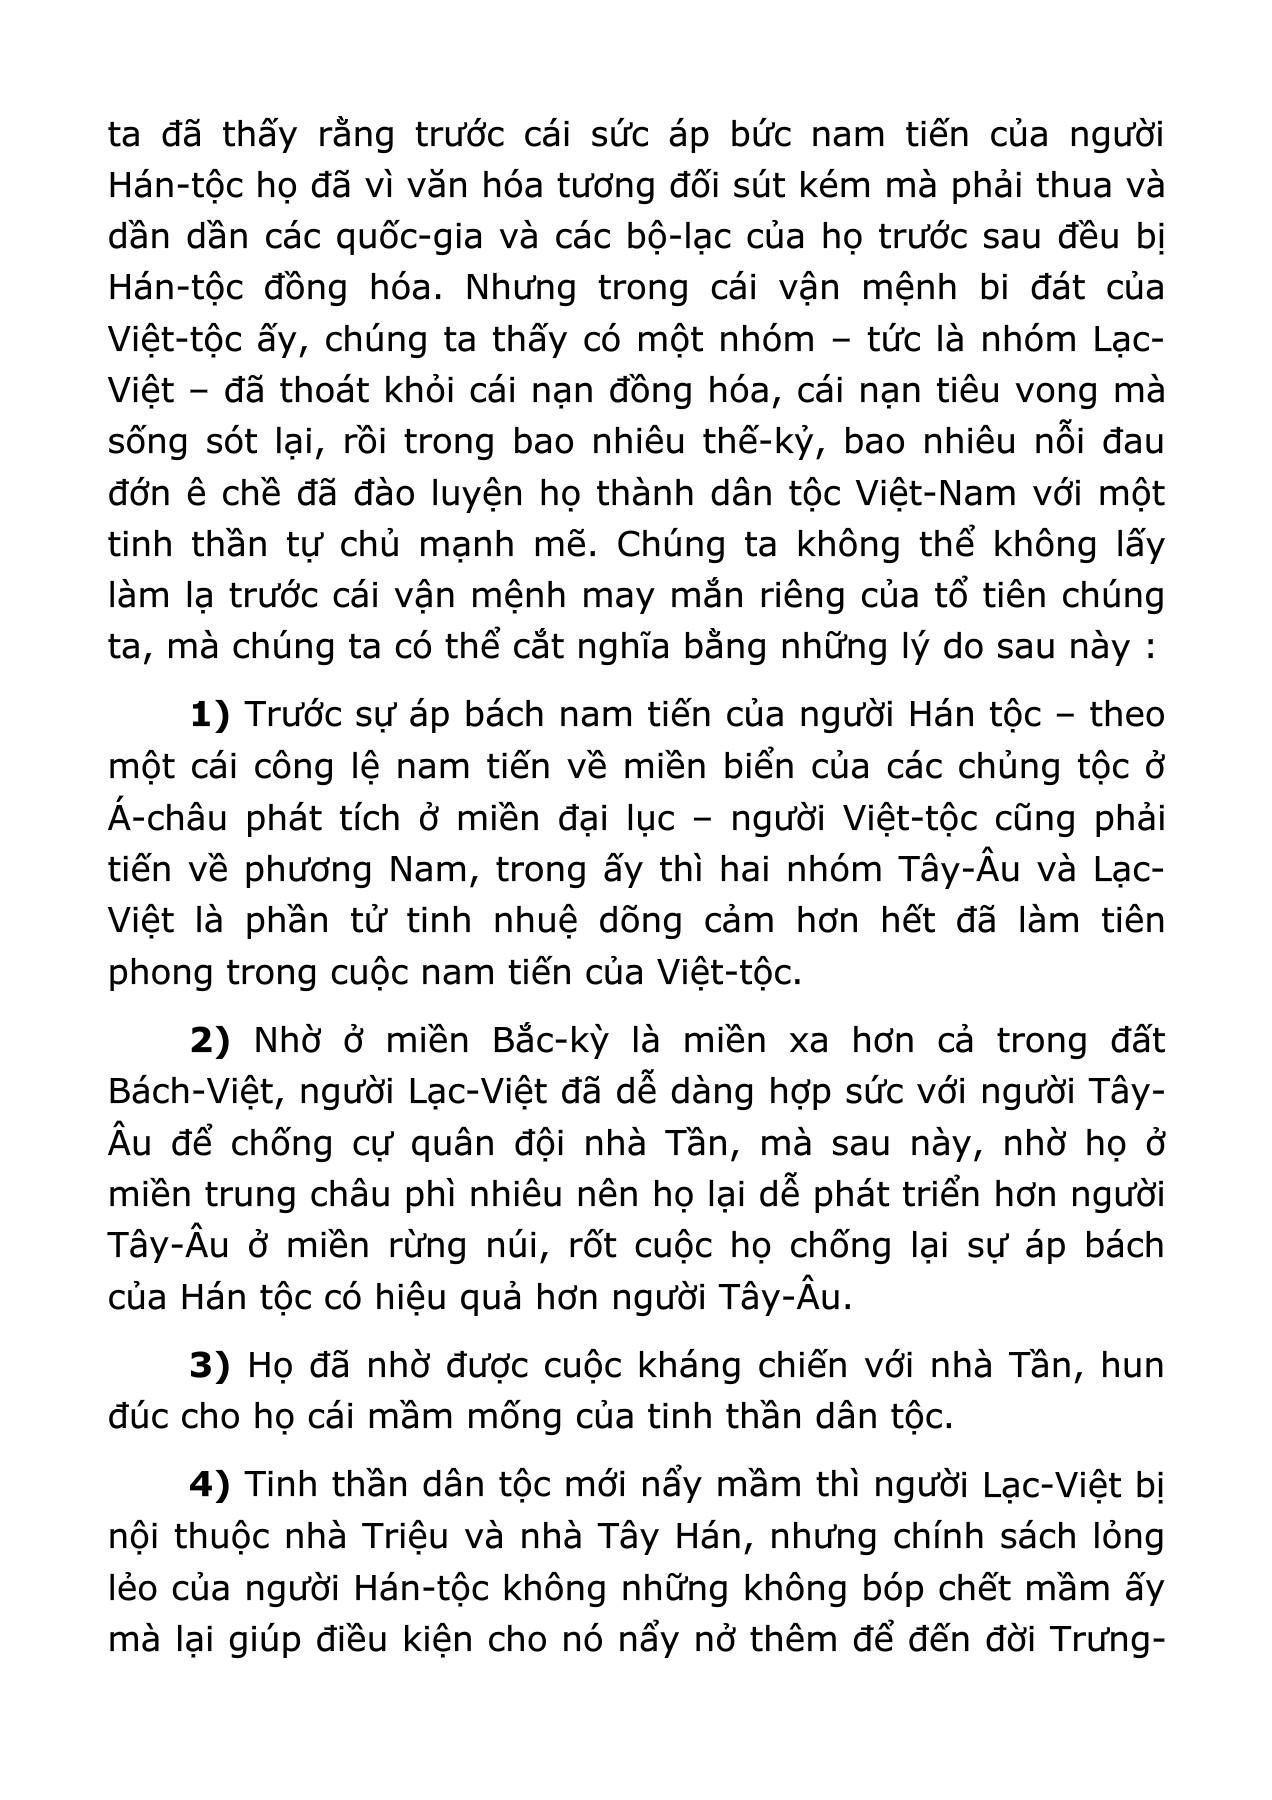 ta đã thấy rằng trước cái sức áp bức nam tiến của người
Hán-tộc họ đã vì văn hóa tương đối sút kém mà phải thua và
dần dần các quốc-gia và các bộ-lạc của họ trước sau đều bị
Hán-tộc đồng hóa. Nhưng trong cái vận mệnh bi đát của
Việt-tộc ấy, chúng ta thấy có một nhóm – tức là nhóm Lạc-
Việt – đã thoát khỏi cái nạn đồng hóa, cái nạn tiêu vong mà
sống sót lại, rồi trong bao nhiêu thế-kỷ, bao nhiêu nỗi đau
đớn ê chề đã đào luyện họ thành dân tộc Việt-Nam với một
tinh thần tự chủ mạnh mẽ. Chúng ta không thể không lấy
làm lạ trước cái vận mệnh may mắn riêng của tổ tiên chúng
ta, mà chúng ta có thể cắt nghĩa bằng những lý do sau này :
1) Trước sự áp bách nam tiến của người Hán tộc – theo
một cái công lệ nam tiến về miền biển của các chủng tộc ở
Á-châu phát tích ở miền đại lục – người Việt-tộc cũng phải
tiến về phương Nam, trong ấy thì hai nhóm Tây-Âu và Lạc-
Việt là phần tử tinh nhuệ dõng cảm hơn hết đã làm tiên
phong trong cuộc nam tiến của Việt-tộc.
2) Nhờ ở miền Bắc-kỳ là miền xa hơn cả trong đất
Bách-Việt, người Lạc-Việt đã dễ dàng hợp sức với người Tây-
Âu để chống cự quân đội nhà Tần, mà sau này, nhờ họ ở
miền trung châu phì nhiêu nên họ lại dễ phát triển hơn người
Tây-Âu ở miền rừng núi, rốt cuộc họ chống lại sự áp bách
của Hán tộc có hiệu quả hơn người Tây-Âu.
3) Họ đã nhờ được cuộc kháng chiến với nhà Tần, hun
đúc cho họ cái mầm mống của tinh thần dân tộc.
4) Tinh thần dân tộc mới nẩy mầm thì người Lạc-Việt bị
nội thuộc nhà Triệu và nhà Tây Hán, nhưng chính sách lỏng
lẻo của người Hán-tộc không những không bóp chết mầm ấy
mà lại giúp điều kiện cho nó nẩy nở thêm để đến đời Trưng-